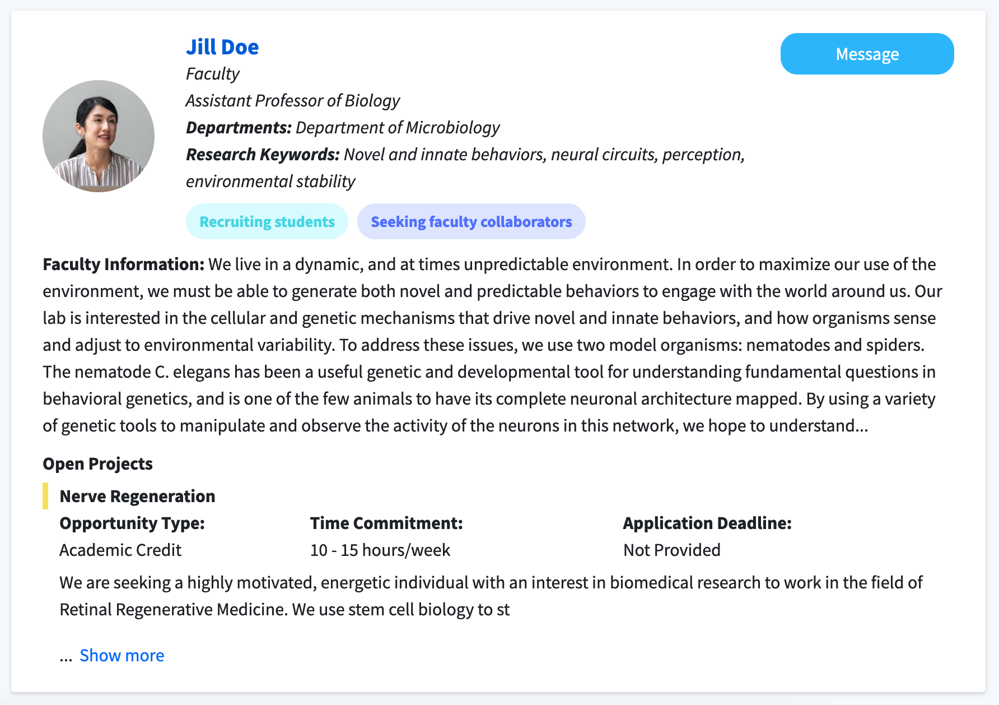 Jill Doe
Message
Faculty
Assistant Professor of Biology
Departments: Department of Microbiology
Research Keywords: Novel and innate behaviors, neural circuits, perception,
environmental stability
Recruiting students
Seeking faculty collaborators
Faculty Information: We live in a dynamic, and at times unpredictable environment. In order to maximize our use of the
environment, we must be able to generate both novel and predictable behaviors to engage with the world around us. Our
lab is interested in the cellular and genetic mechanisms that drive novel and innate behaviors, and how organisms sense
and adjust to environmental variability. To address these issues, we use two model organisms: nematodes and spiders.
The nematode C. elegans has been a useful genetic and developmental tool for understanding fundamental questions in
behavioral genetics, and is one of the few animals to have its complete neuronal architecture mapped. By using a variety
of genetic tools to manipulate and observe the activity of the neurons in this network, we hope to understand...
Open Projects
Nerve Regeneration
Opportunity Type:
Academic Credit
Time Commitment:
10 - 15 hours/week
Application Deadline:
Not Provided
We are seeking a highly motivated, energetic individual with an interest in biomedical research to work in the field of
Retinal Regenerative Medicine. We use stem cell biology to st
... Show more